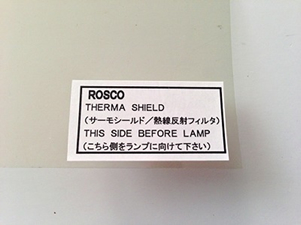 ROSCO
THERMA SHIELD
(サーモシールド/熱線反射フィルタ)
THIS SIDE BEFORE LAMP
(こちら側をランプに向けて下さい)